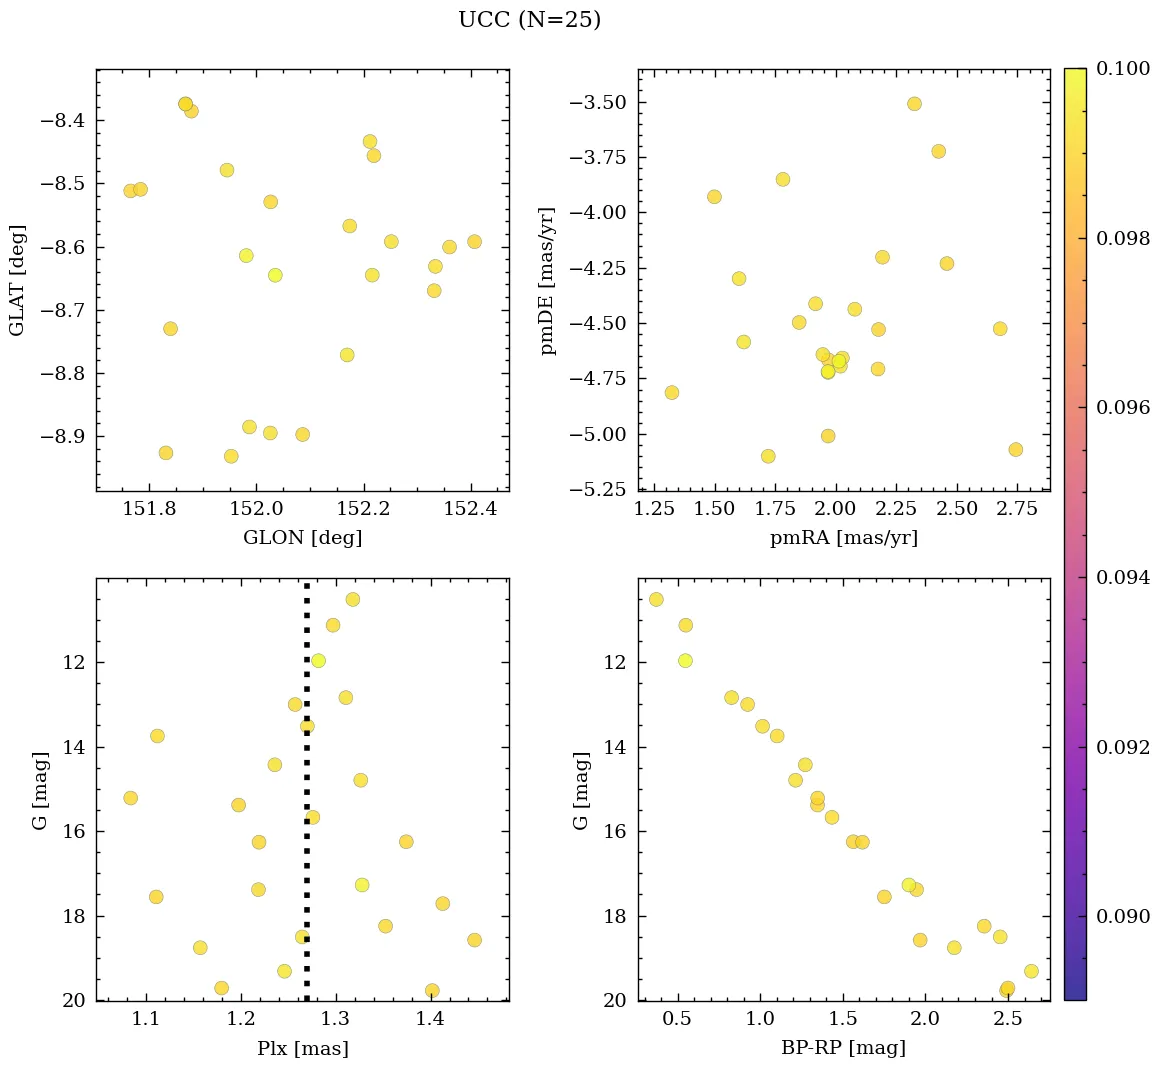 UCC (N=25)
−8.4
−8.5
−8.6
−8.7
−8.8
−8.9
GLAT [deg]
151.8 152.0 152.2 152.4
GLON [deg]
−3.50
−3.75
−4.00
−4.25
−4.50
−4.75
−5.00
−5.25
pmDE [mas/yr]
1.25 1.50 1.75 2.00 2.25 2.50 2.75
pmRA [mas/yr]
0.100
0.098
0.096
0.094
0.092
0.090
12
14
16
18
20
G [mag]
1.1 1.2 1.3 1.4
Plx [mas]
12
14
16
18
20
G [mag]
0.5 1.0 1.5 2.0 2.5
BP-RP [mag]